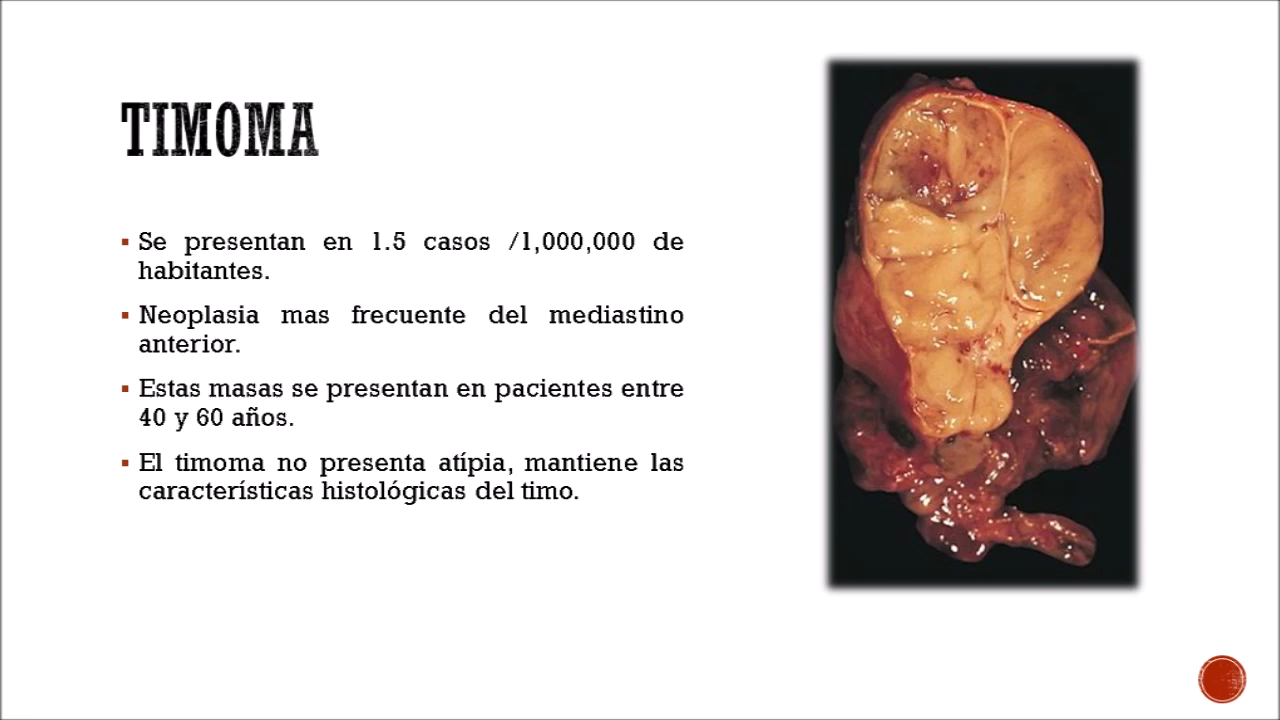 TIMOMA
▪ Se presentan en 1.5 casos /1,000,000 de
habitantes.
▪ Neoplasia mas frecuente del mediastino
anterior.
▪ Estas masas se presentan en pacientes entre
40 y 60 años.
▪ El timoma no presenta atípia, mantiene las
características histológicas del timo.